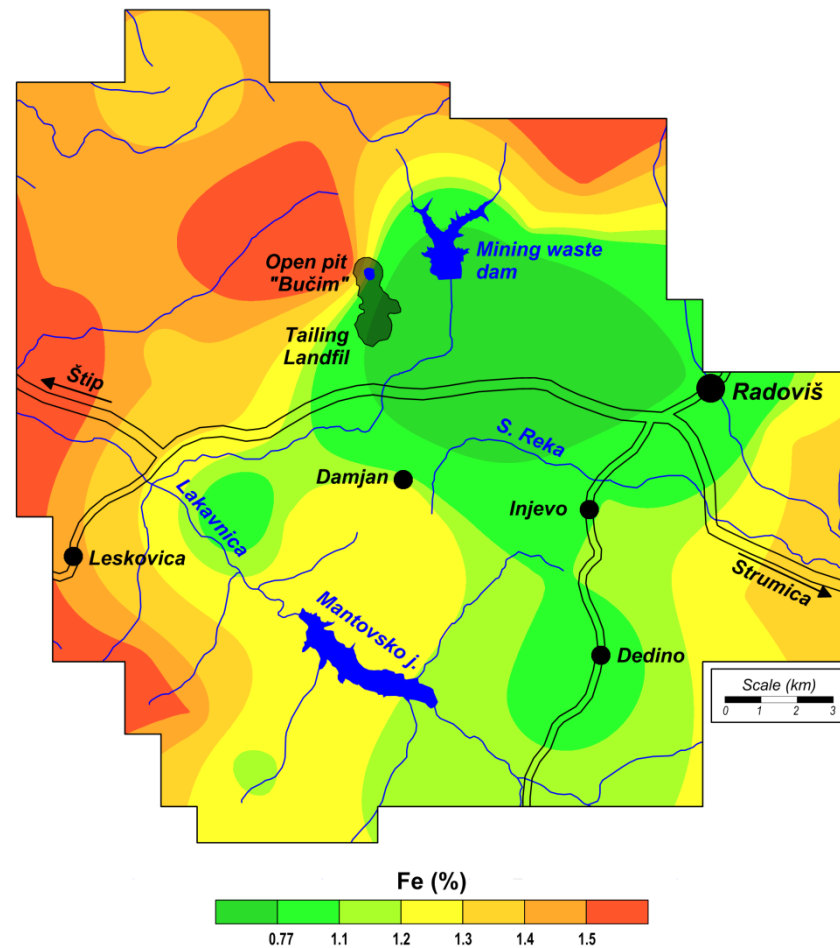 Open pit
"Bučim"
Mining waste
dam
Tailing
Landfil
Štip
Radoviš
S. Reka
Damjan
Injevo
Lakavnica
Leskovica
Strumica
Mantovsko j.
Dedino
Scale (km)
0 1 2 3
Fe (%)
0.77 1.1 1.2 1.3 1.4 1.5